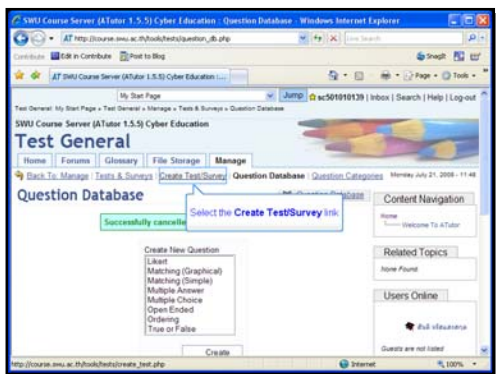 SWU Course Server (ATutor 1.5.5) Cyber Education : Question Database - Windows Internet Explorer
http://course.swu.ac.th/tools/tests/question_db.php
Live Search
Contribute Edit in Contribute Post to Blog
SnagIt
SWU Course Server (ATutor 1.5.5) Cyber Education : ...
Page Tools
My Start Page Jump sc501010139 | Inbox | Search | Help | Log-out
Test General: My Start Page » Test General » Manage » Tests & Surveys » Question Database
SWU Course Server (ATutor 1.5.5) Cyber Education
Test General
Home Forums Glossary File Storage Manage
Back To: Manage | Tests & Surveys | Create Test/Survey | Question Database | Question Categories Monday July 21, 2008 - 11:48
Question Database
Question Database
Select the Create Test/Survey link
Successfully cancelle
Content Navigation
Home
Welcome To ATutor
Create New Question
Likert
Matching (Graphical)
Matching (Simple)
Multiple Answer
Multiple Choice
Open Ended
Ordering
True or False
Create
Related Topics
None Found
Users Online
Guests are not listed
http://course.swu.ac.th/tools/tests/create_test.php
Internet
100%